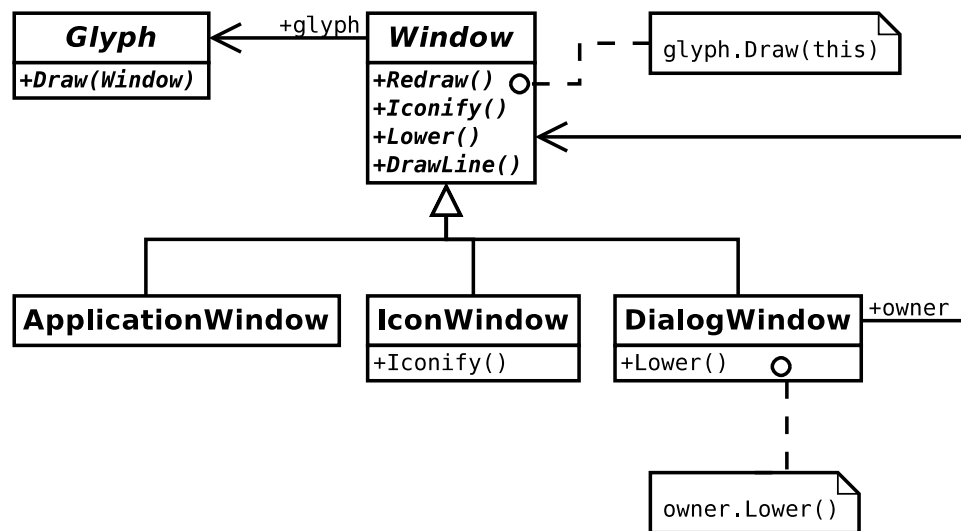 Glyph
+Draw(Window)
+glyph
Window
+Redraw()
+Iconify()
+Lower()
+DrawLine()
glyph.Draw(this)
ApplicationWindow
IconWindow
+Iconify()
DialogWindow
+Lower()
+owner
owner.Lower()